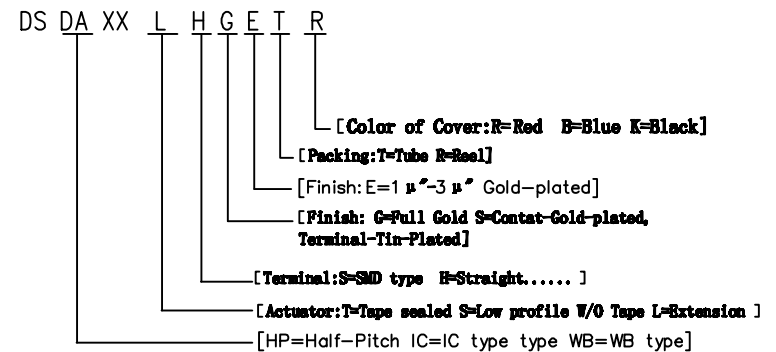 DS DA XX L H G E T R
[Color of Cover:R=Red B=Blue K=Black]
[Packing:T=Tube R=Reel]
[Finish:E=1 μ"-3 μ" Gold-plated]
[Finish: G=Full Gold S=Contat-Gold-plated,
Terminal-Tin-Plated]
[Terminal:S=SMD type H=Straight...... ]
[Actuator:T=Tape sealed S=Low profile W/O Tape L=Extension ]
[HP=Half-Pitch IC=IC type type WB=WB type]